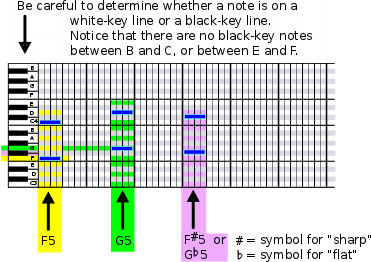 Be careful to determine whether a note is on a
white-key line or a black-key line.
Notice that there are no black-key notes
between B and C, or between E and F.
B
A
G
F
E
D
C4
B
A
G
F
E
D
C3
F5
G5
F#5 or
G♭5
# = symbol for "sharp"
♭ = symbol for "flat"